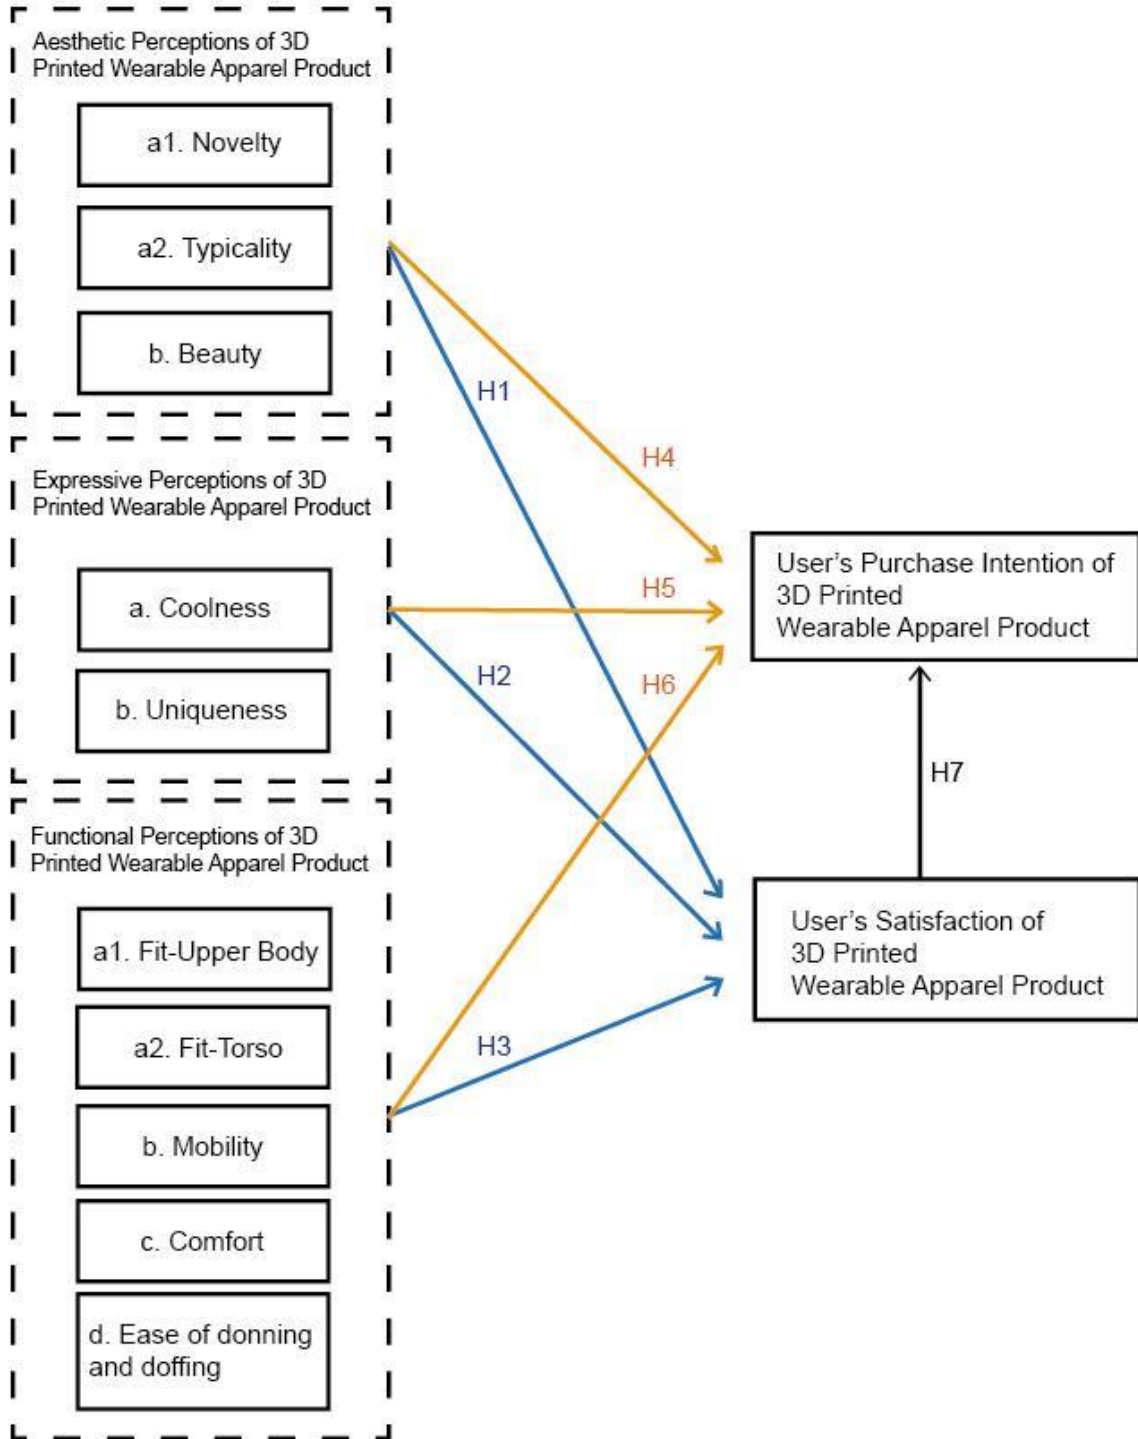 Aesthetic Perceptions of 3D
Printed Wearable Apparel Product
a1. Novelty
a2. Typicality
b. Beauty
Expressive Perceptions of 3D
Printed Wearable Apparel Product
a. Coolness
b. Uniqueness
Functional Perceptions of 3D
Printed Wearable Apparel Product
a1. Fit-Upper Body
a2. Fit-Torso
b. Mobility
c. Comfort
d. Ease of donning
and doffing
H1
H4
H5
H2
H6
H3
User's Purchase Intention of
3D Printed
Wearable Apparel Product
H7
User's Satisfaction of
3D Printed
Wearable Apparel Product